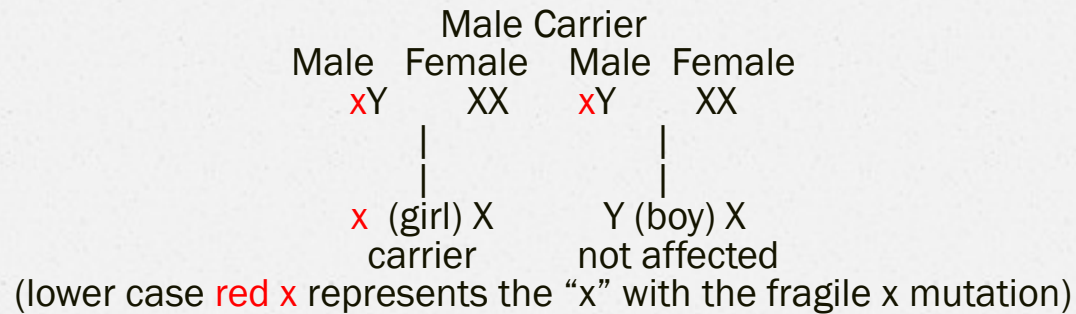 Male Carrier
Male Female Male Female
xY XX xY XX
| |
| |
x (girl) X Y (boy) X
carrier not affected
(lower case red x represents the “x” with the fragile x mutation)